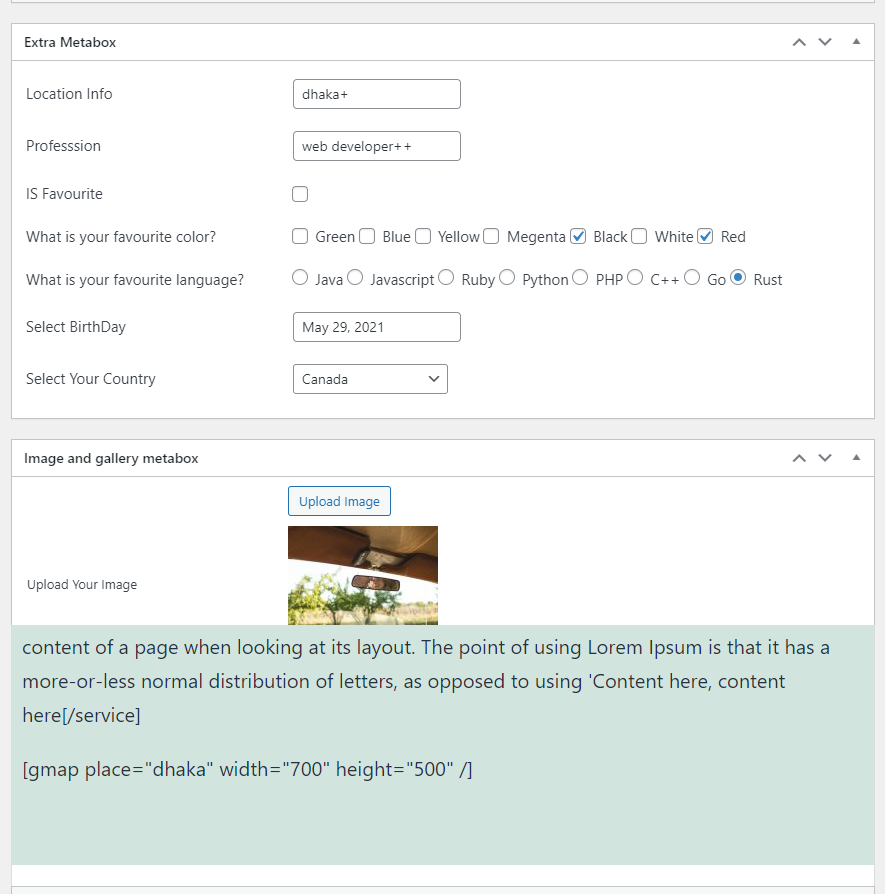 Extra Metabox
Location Info dhaka+
Professsion web developer++
IS Favourite
What is your favourite color? Green Blue Yellow Megenta Black White Red
What is your favourite language? Java Javascript Ruby Python PHP C++ Go Rust
Select BirthDay May 29, 2021
Select Your Country Canada
Image and gallery metabox
Upload Image
Upload Your Image
content of a page when looking at its layout. The point of using Lorem Ipsum is that it has a
more-or-less normal distribution of letters, as opposed to using 'Content here, content
here[/service]
[gmap place="dhaka" width="700" height="500" /]